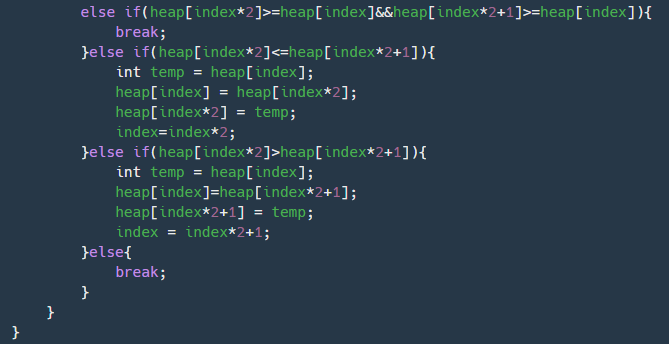 else if(heap[index*2]>=heap[index]&&heap[index*2+1]>=heap[index]){
break;
}else if(heap[index*2]<=heap[index*2+1]){
int temp = heap[index];
heap[index] = heap[index*2];
heap[index*2] = temp;
index=index*2;
}else if(heap[index*2]>heap[index*2+1]){
int temp = heap[index];
heap[index]=heap[index*2+1];
heap[index*2+1] = temp;
index = index*2+1;
}else{
break;
}
}
}